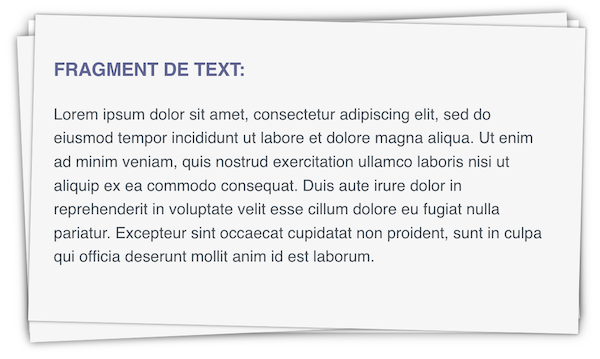 FRAGMENT DE TEXT:
Lorem ipsum dolor sit amet, consectetur adipiscing elit, sed do
eiusmod tempor incididunt ut labore et dolore magna aliqua. Ut enim
ad minim veniam, quis nostrud exercitation ullamco laboris nisi ut
aliquip ex ea commodo consequat. Duis aute irure dolor in
reprehenderit in voluptate velit esse cillum dolore eu fugiat nulla
pariatur. Excepteur sint occaecat cupidatat non proident, sunt in culpa
qui officia deserunt mollit anim id est laborum.